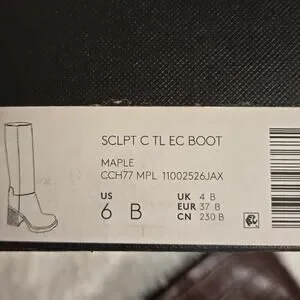 SCLPT C TL EC BOOT
MAPLE
CCH77 MPL 11002526JAX
US
6 B
UK 4 B
EUR 37 B
CN 230 B